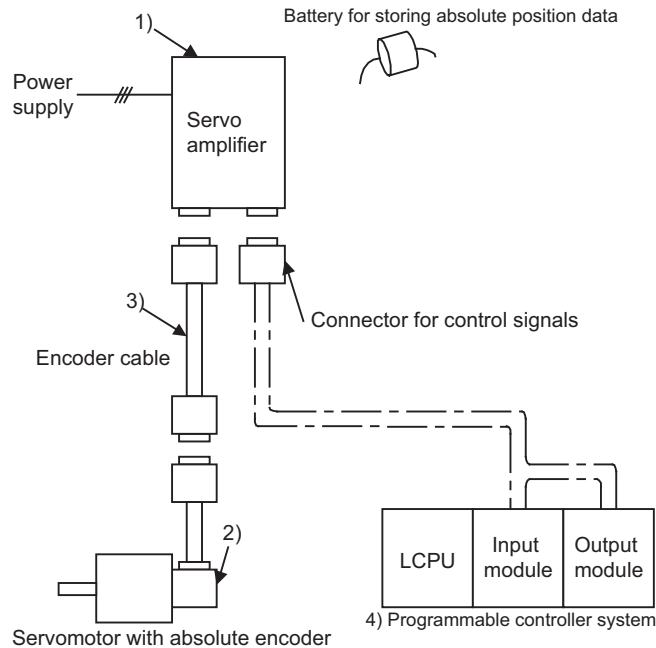 1)
Battery for storing absolute position data
Power
supply
Servo
amplifier
3)
Connector for control signals
Encoder cable
2)
LCPU
Input
module
Output
module
4) Programmable controller system
Servomotor with absolute encoder